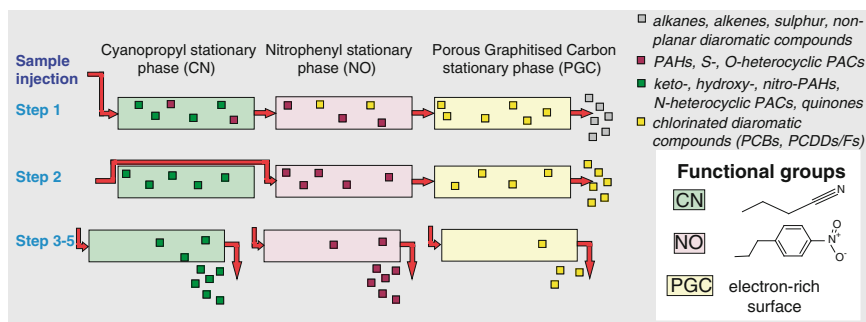 Sample
injection
Cyanopropyl stationary
phase (CN)
Nitrophenyl stationary
phase (NO)
Porous Graphitised Carbon
stationary phase (PGC)
Step 1
Step 2
Step 3-5
alkanes, alkenes, sulphur, non-
planar diaromatic compounds
PAHs, S-, O-heterocyclic PACs
keto-, hydroxy-, nitro-PAHs,
N-heterocyclic PACs, quinones
chlorinated diaromatic
compounds (PCBs, PCDDs/Fs)
Functional groups
CN
N
NO
O
N+
O-
PGC
electron-rich
surface